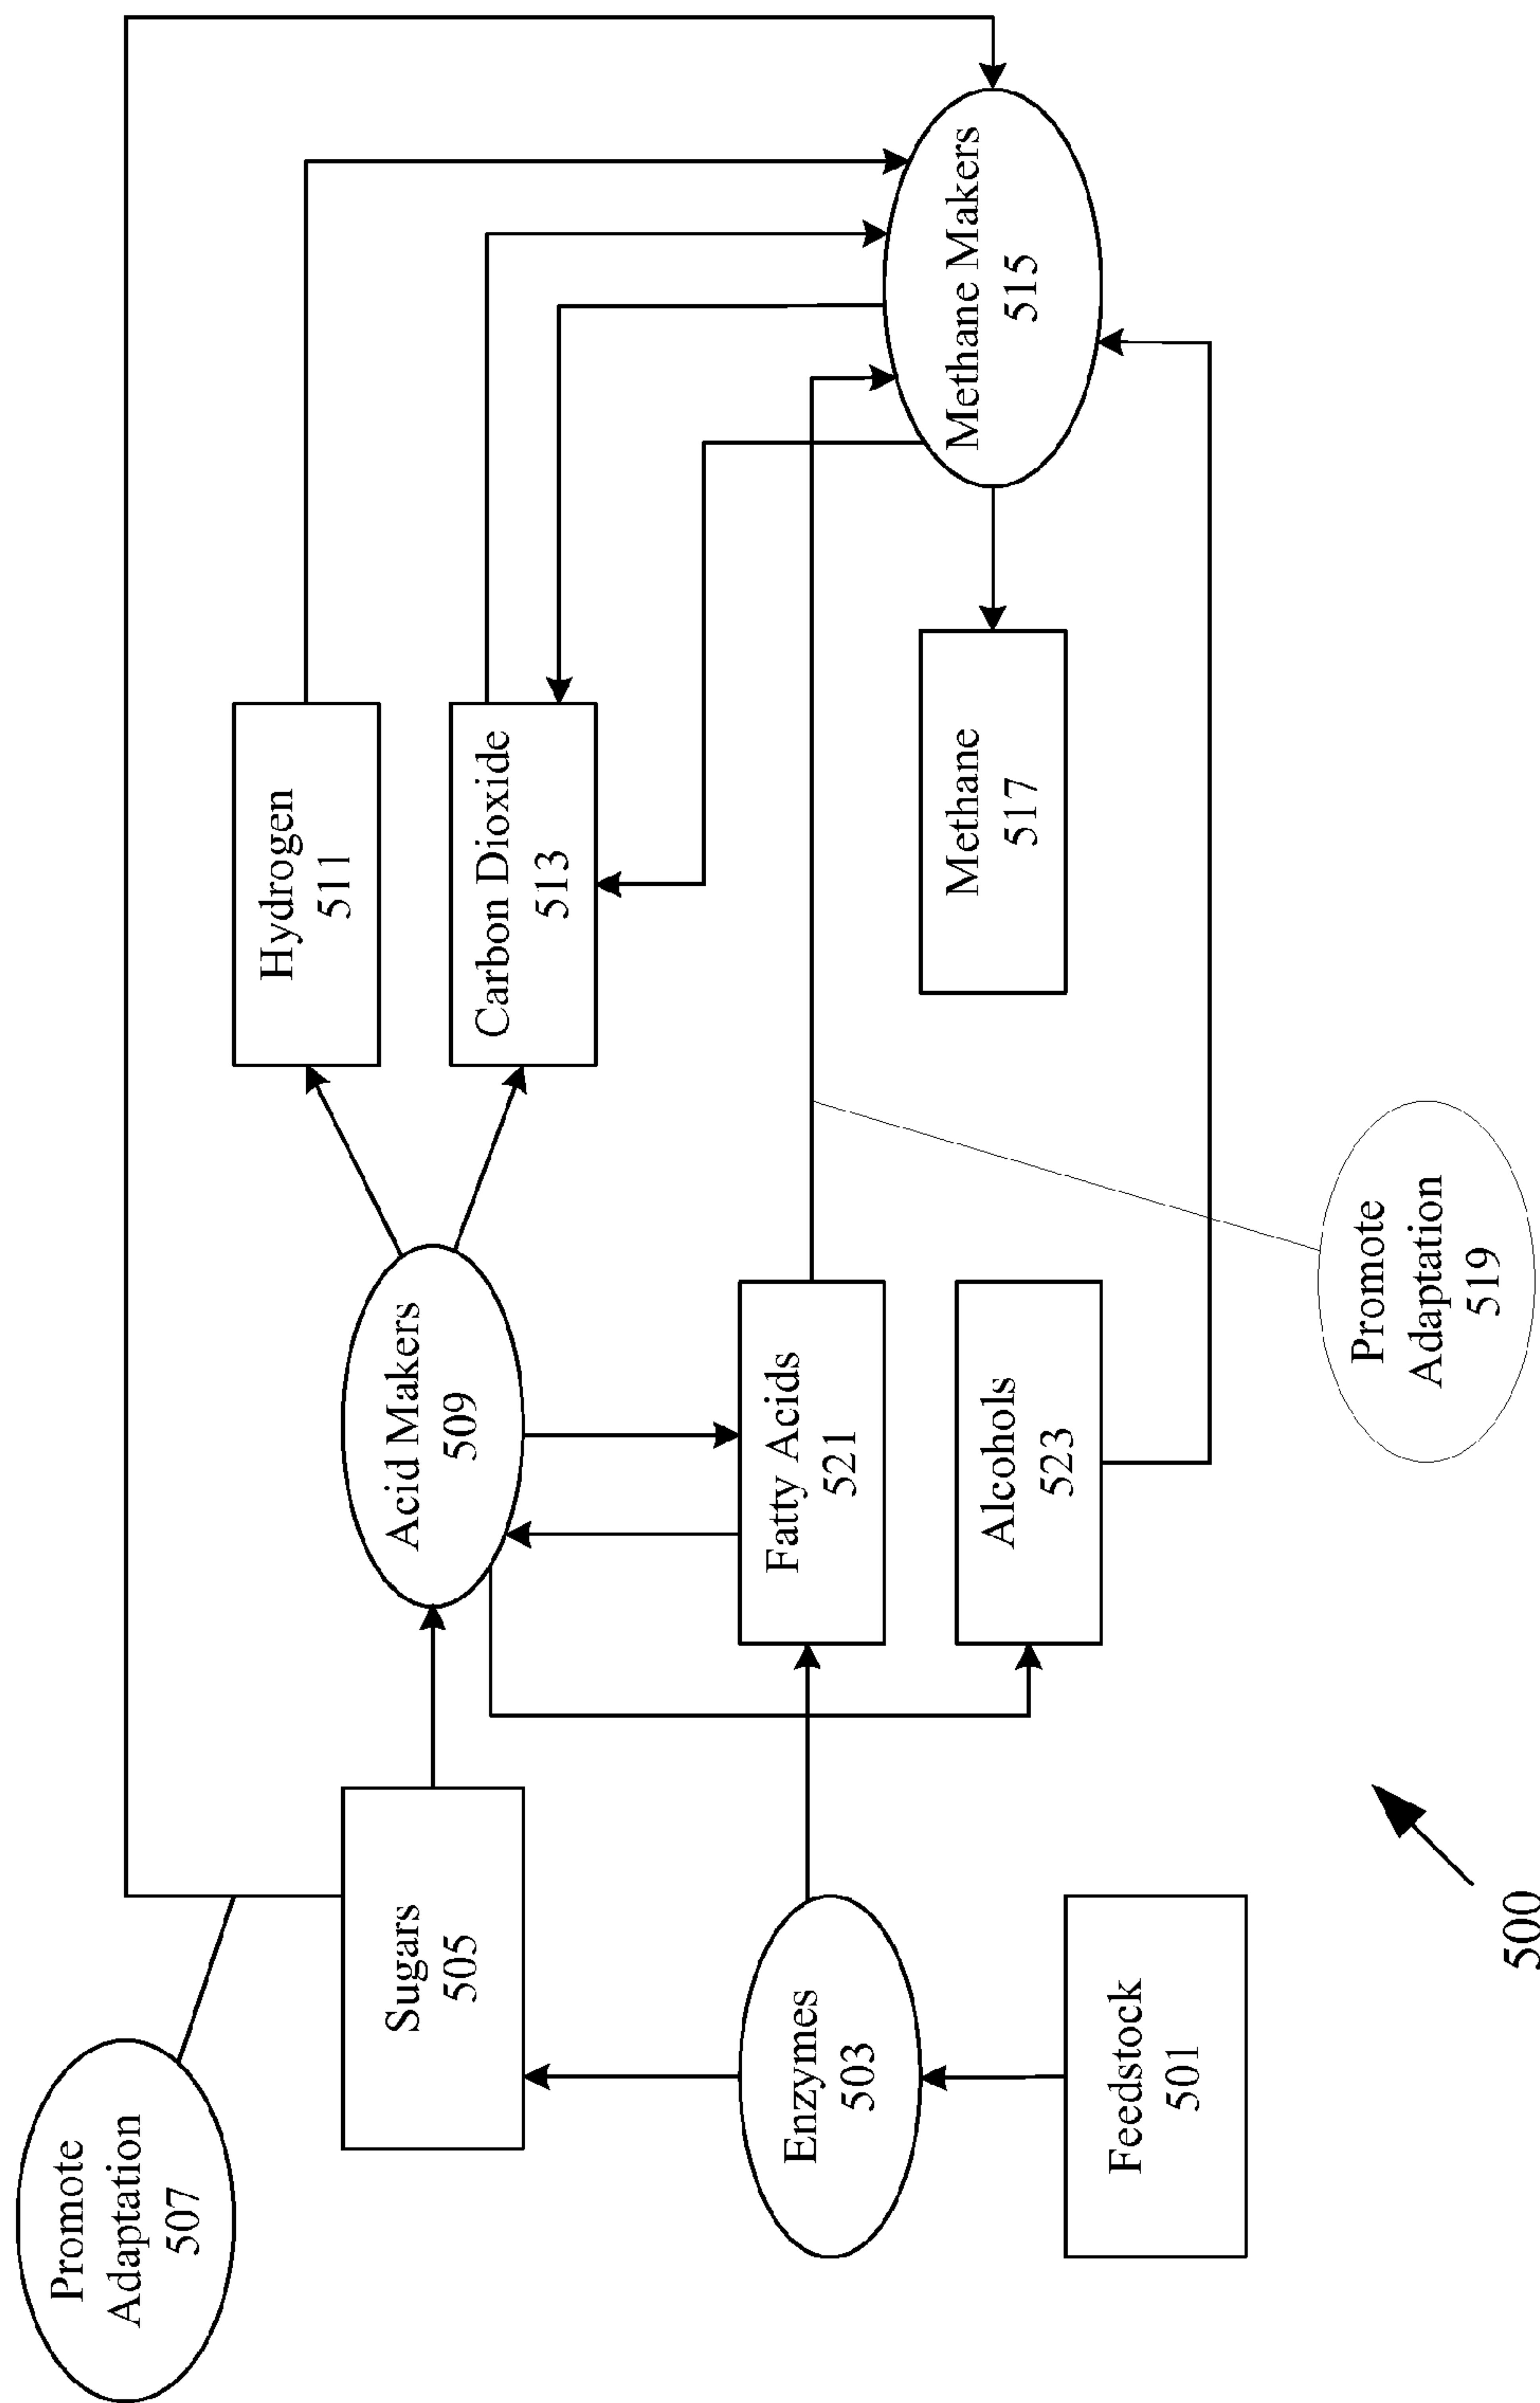 Promote
Adaptation
507
Sugars
505
Enzymes
503
Feedstock
501
Acid Makers
509
Fatty Acids
521
Alcohols
523
Hydrogen
511
Carbon Dioxide
513
Methane
517
Methane Makers
515
Promote
Adaptation
519
500